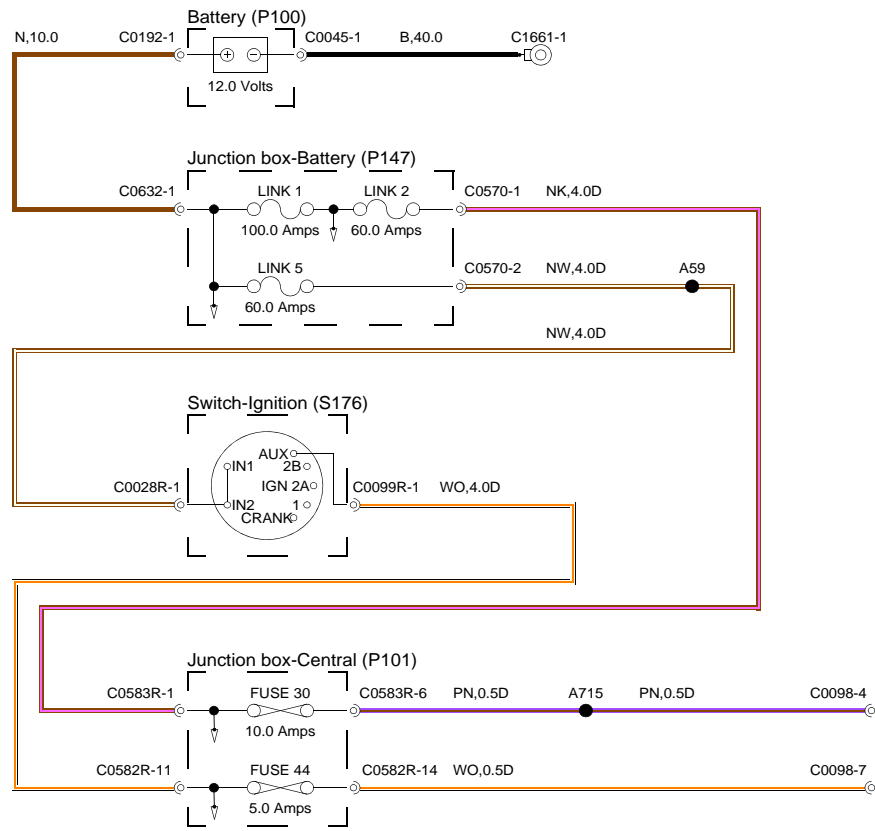 Battery (P100)
N,10.0 C0192-1 + − C0045-1 B,40.0 C1661-1
12.0 Volts
Junction box-Battery (P147)
C0632-1 LINK 1 LINK 2 C0570-1 NK,4.0D
100.0 Amps 60.0 Amps
LINK 5 C0570-2 NW,4.0D A59
60.0 Amps
NW,4.0D
Switch-Ignition (S176)
AUX
IN1 2B
C0028R-1 IGN 2A C0099R-1 WO,4.0D
IN2 1
CRANK
Junction box-Central (P101)
C0583R-1 FUSE 30 C0583R-6 PN,0.5D A715 PN,0.5D C0098-4
10.0 Amps
C0582R-11 FUSE 44 C0582R-14 WO,0.5D C0098-7
5.0 Amps